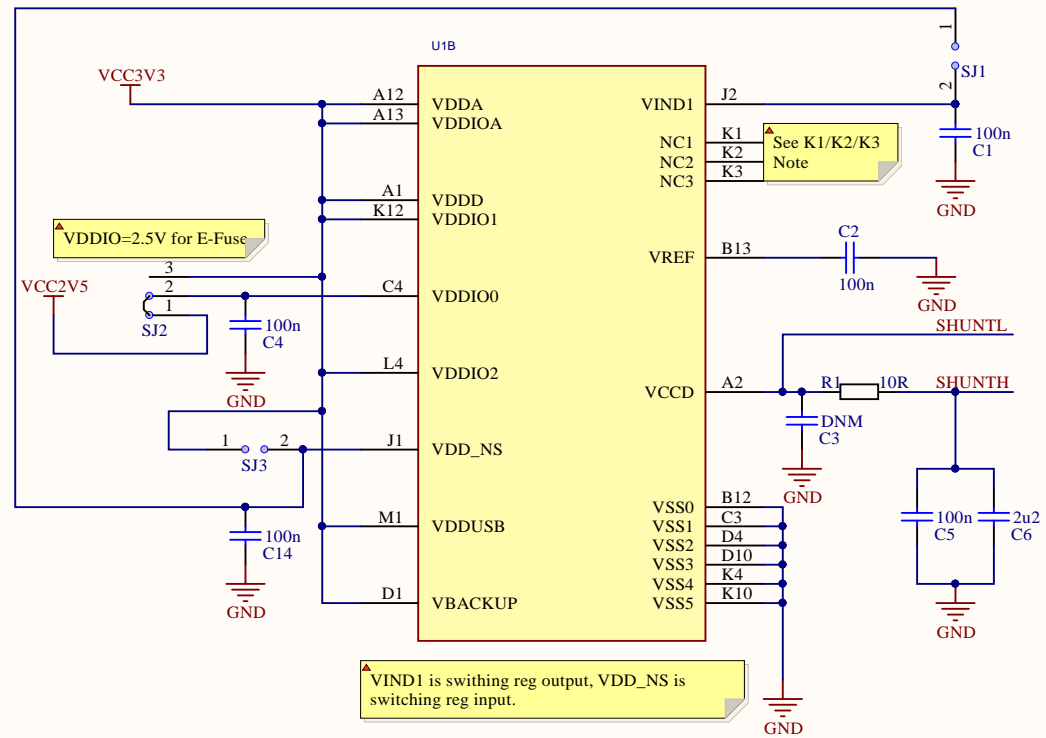 1
U1B
SJ1
2
VCC3V3
A12 VDDA
A13 VDDIOA
VIND1 J2
100n
C1
GND
NC1 K1
NC2 K2
NC3 K3
See K1/K2/K3
Note
A1 VDDD
K12 VDDIO1
VDDIO=2.5V for E-Fuse
VREF B13
C2
100n
GND
3
2
1
VCC2V5
SJ2
C4 VDDIO0
100n
C4
GND
SHUNTL
L4 VDDIO2
VCCD A2
R1 10R
SHUNTH
DNM
C3
GND
1 2
SJ3
J1 VDD_NS
100n
C14
GND
M1 VDDUSB
D1 VBACKUP
VSS0 B12
VSS1 C3
VSS2 D4
VSS3 D10
VSS4 K4
VSS5 K10
100n
C5
2u2
C6
GND
VIND1 is swithing reg output, VDD_NS is
switching reg input.
GND